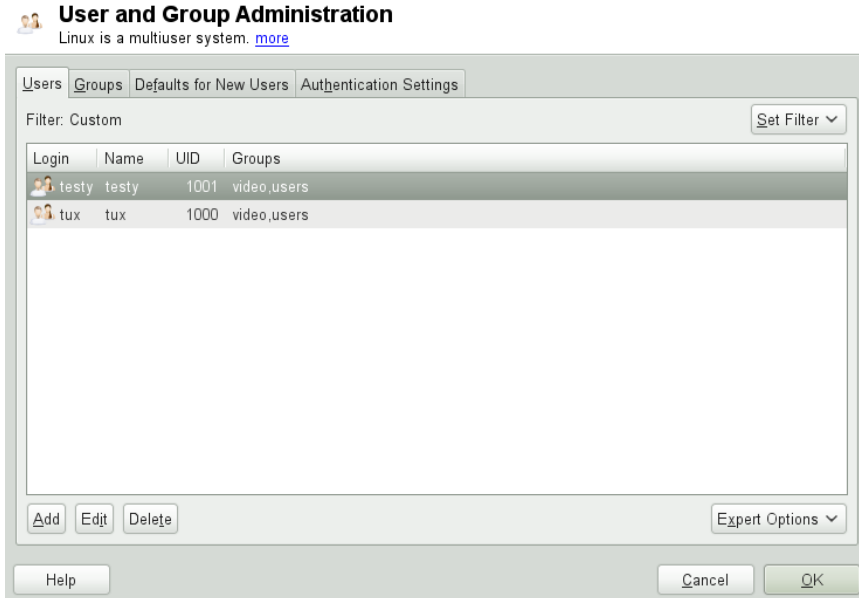 User and Group Administration
Linux is a multiuser system. more
Users Groups Defaults for New Users Authentication Settings
Filter: Custom Set Filter
Login Name UID Groups
testy testy 1001 video,users
tux tux 1000 video,users
Add Edit Delete Expert Options
Help Cancel OK